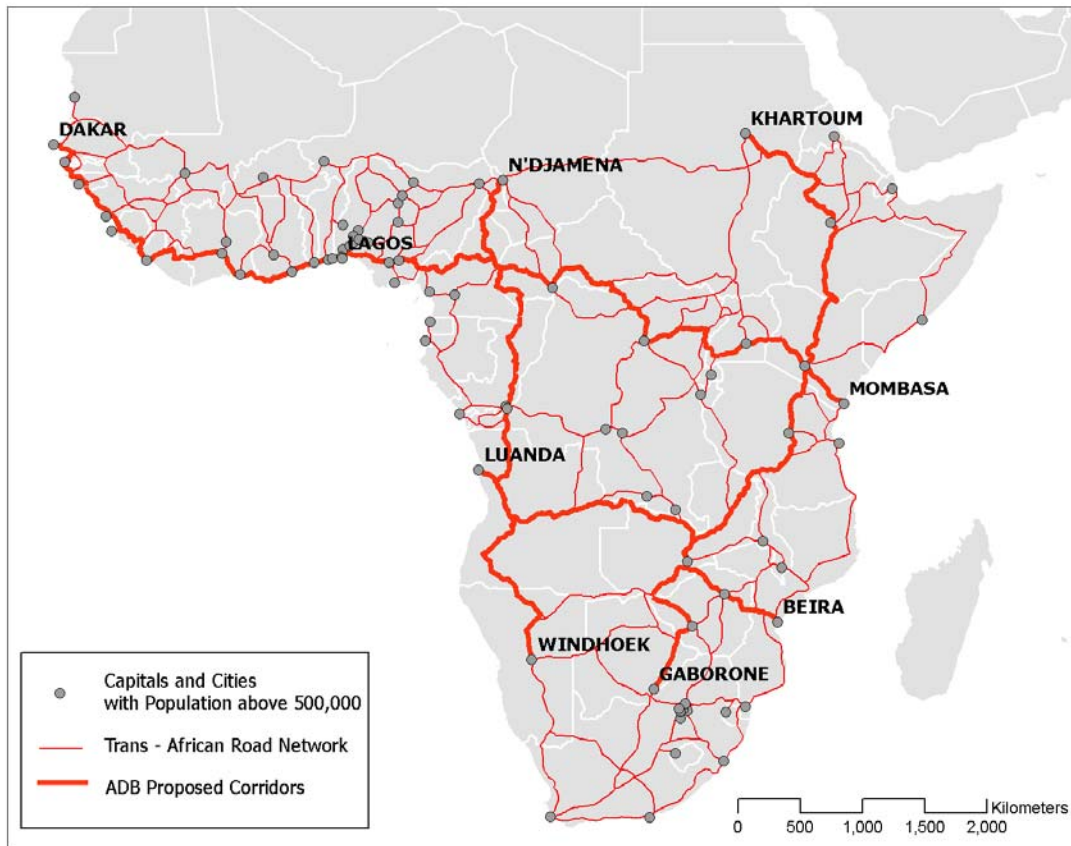 KHARTOUM
DAKAR
N'DJAMENA
LAGOS
MOMBASA
LUANDA
BEIRA
WINDHOEK
GABORONE
Capitals and Cities
with Population above 500,000
Trans - African Road Network
ADB Proposed Corridors
Kilometers
0 500 1,000 1,500 2,000